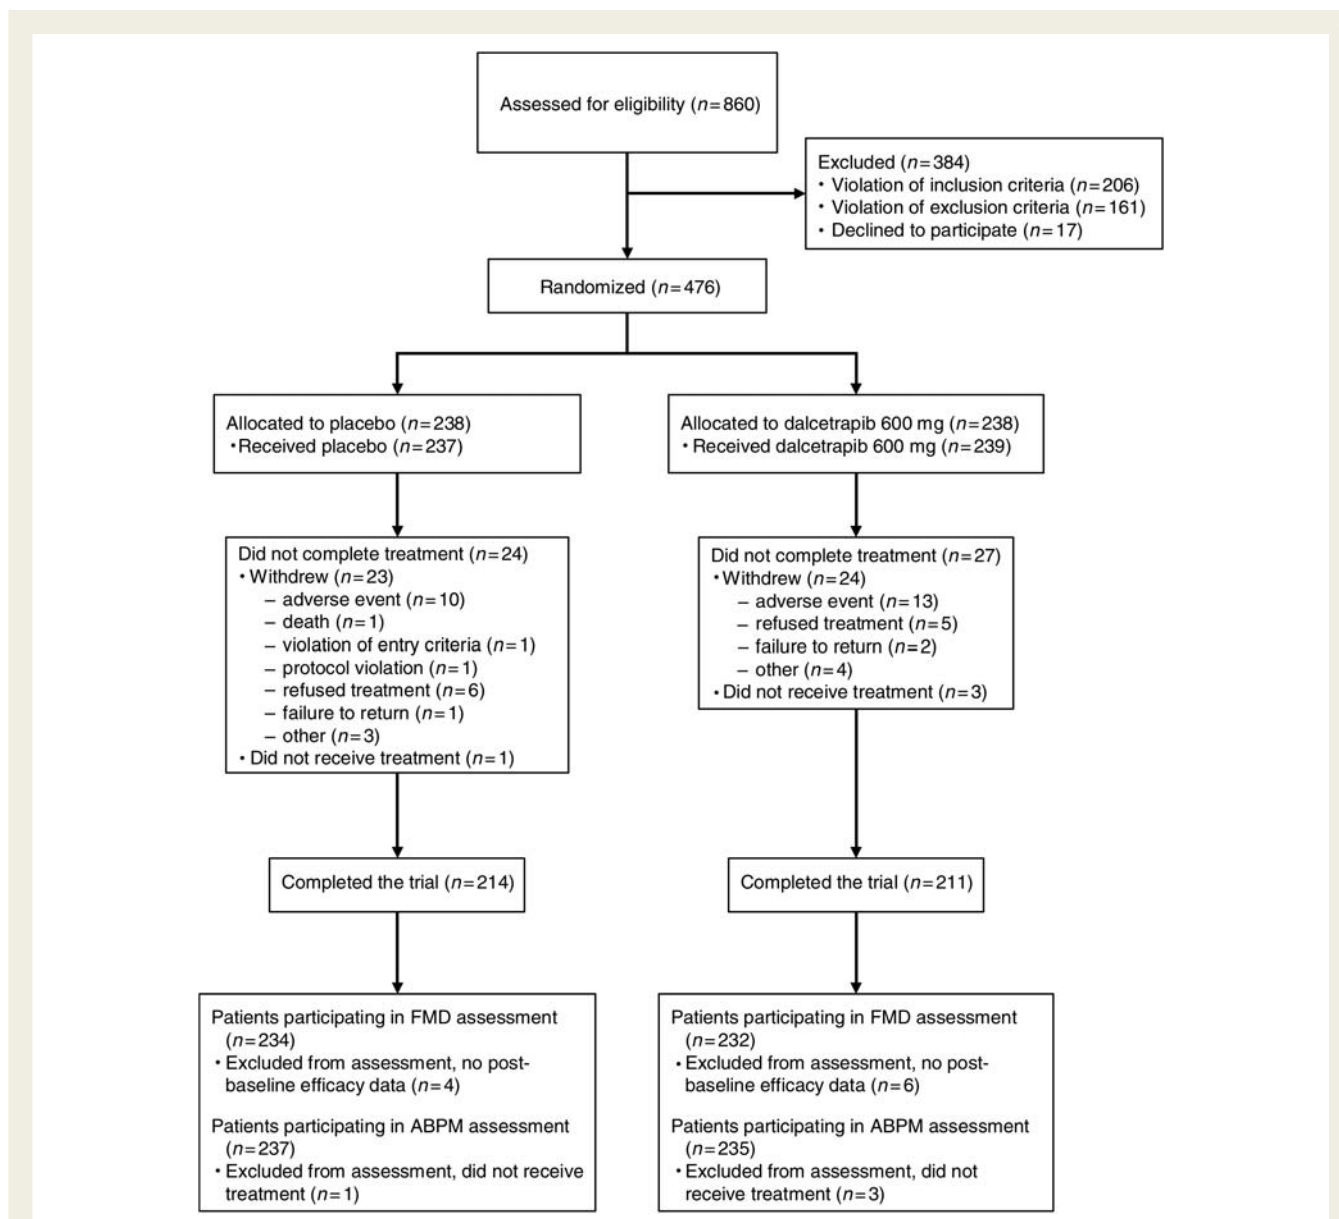 Assessed for eligibility (n=860)
Excluded (n=384)
• Violation of inclusion criteria (n=206)
• Violation of exclusion criteria (n=161)
• Declined to participate (n=17)
Randomized (n=476)
Allocated to placebo (n=238)
• Received placebo (n=237)
Allocated to dalcetrapib 600 mg (n=238)
• Received dalcetrapib 600 mg (n=239)
Did not complete treatment (n=24)
• Withdrew (n=23)
– adverse event (n=10)
– death (n=1)
– violation of entry criteria (n=1)
– protocol violation (n=1)
– refused treatment (n=6)
– failure to return (n=1)
– other (n=3)
• Did not receive treatment (n=1)
Did not complete treatment (n=27)
• Withdrew (n=24)
– adverse event (n=13)
– refused treatment (n=5)
– failure to return (n=2)
– other (n=4)
• Did not receive treatment (n=3)
Completed the trial (n=214)
Completed the trial (n=211)
Patients participating in FMD assessment
(n=234)
• Excluded from assessment, no post-
baseline efficacy data (n=4)
Patients participating in ABPM assessment
(n=237)
• Excluded from assessment, did not receive
treatment (n=1)
Patients participating in FMD assessment
(n=232)
• Excluded from assessment, no post-
baseline efficacy data (n=6)
Patients participating in ABPM assessment
(n=235)
• Excluded from assessment, did not
receive treatment (n=3)